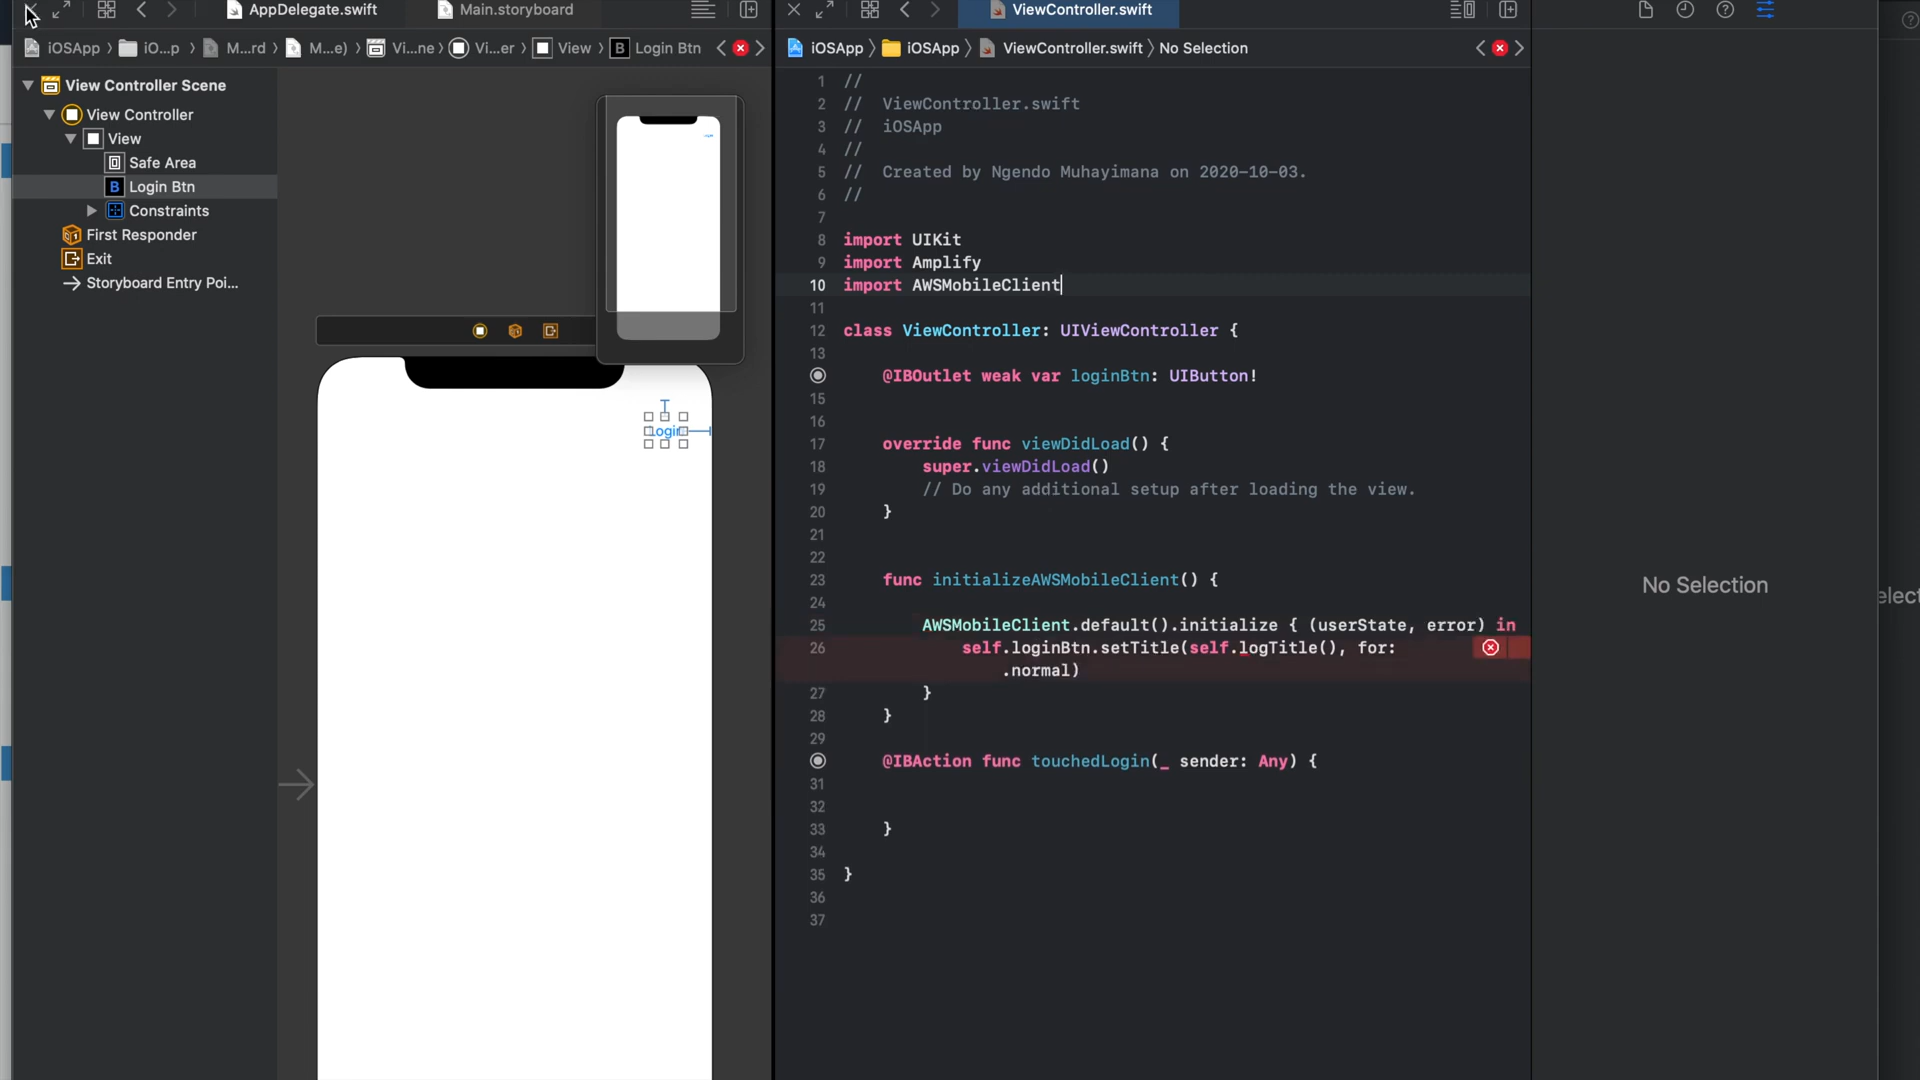 AppDelegate.swift
Main.storyboard
iOSApp
iO...p
M...rd
M...e)
Vi...ne
Vi...er
View
B Login Btn
View Controller Scene
View Controller
View
Safe Area
B Login Btn
Constraints
First Responder
Exit
Storyboard Entry Poi...
Login
ViewController.swift
iOSApp
iOSApp
ViewController.swift
No Selection
1 //
2 // ViewController.swift
3 // iOSApp
4 //
5 // Created by Ngendo Muhayimana on 2020-10-03.
6 //
7
8 import UIKit
9 import Amplify
10 import AWSMobileClient
11
12 class ViewController: UIViewController {
13
@IBOutlet weak var loginBtn: UIButton!
15
16
17 override func viewDidLoad() {
18 super.viewDidLoad()
19 // Do any additional setup after loading the view.
20 }
21
22
23 func initializeAWSMobileClient() {
24
25 AWSMobileClient.default().initialize { (userState, error) in
26 self.loginBtn.setTitle(self.logTitle(), for:
.normal)
27 }
28 }
29
@IBAction func touchedLogin(_ sender: Any) {
31
32
33 }
34
35 }
36
37
No Selection
elect